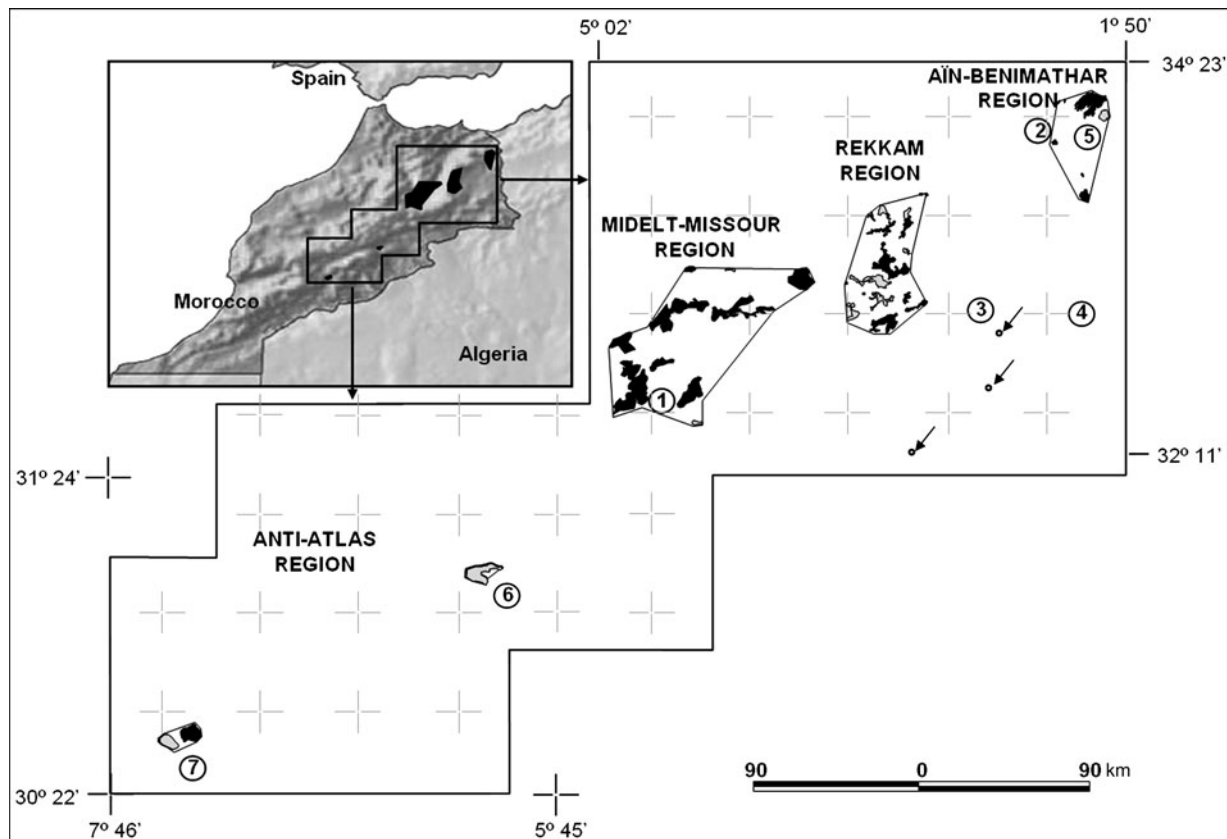 5º 02’
1º 50’
34º 23’
Spain
Morocco
Algeria
AÏN-BENIMATHAR
REGION
2
5
REKKAM
REGION
MIDELT-MISSOUR
REGION
3
4
1
32º 11’
31º 24’
ANTI-ATLAS
REGION
6
7
90 0 90 km
30º 22’
7º 46’
5º 45’